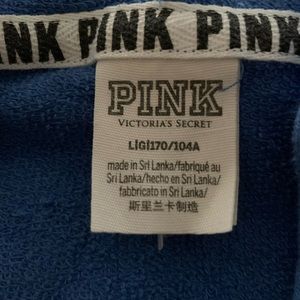 INK PINK PINK
PINK
VICTORIA'S SECRET
L|G|170/104A
made in Sri Lanka/fabriqué au
Sri Lanka/hecho en Sri Lanka/
fabbricato in Sri Lanka/
斯里兰卡制造